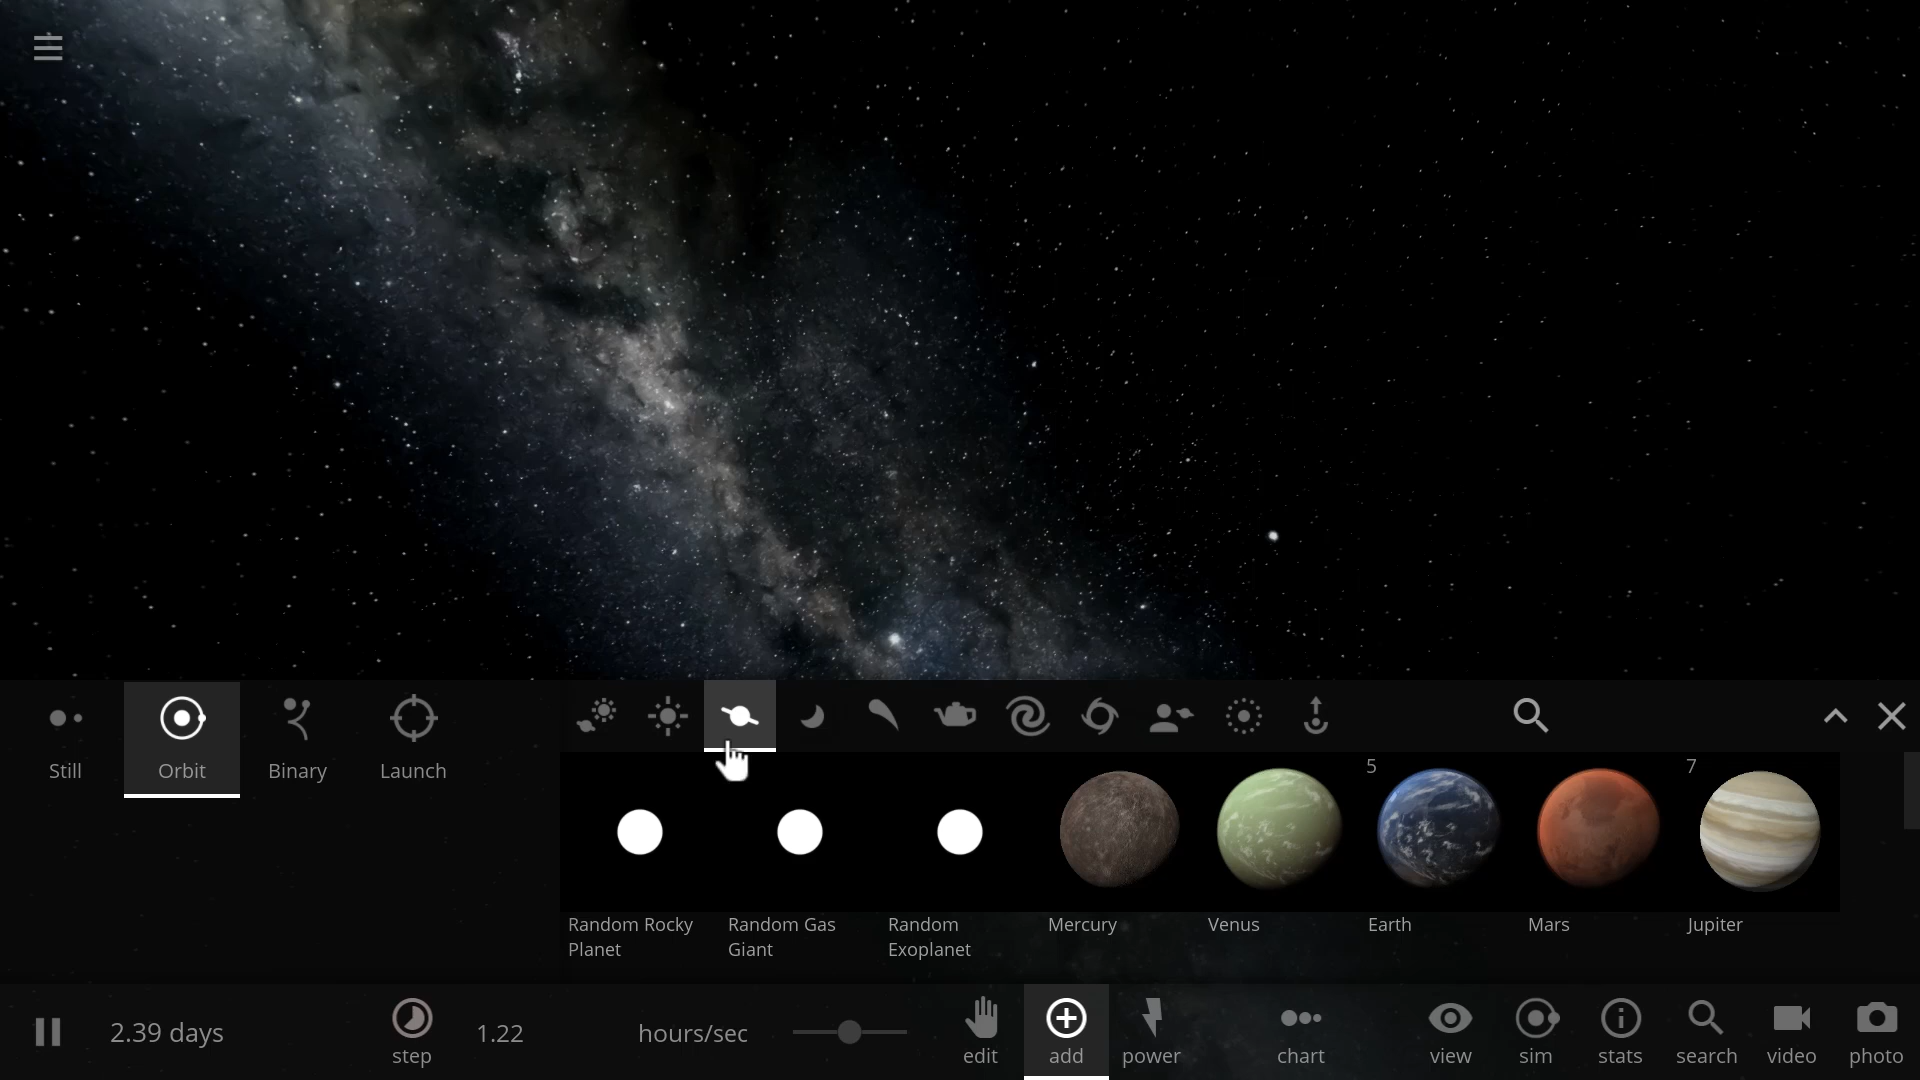 Still
Orbit
Binary
Launch
5
7
Random Rocky
Planet
Random Gas
Giant
Random
Exoplanet
Mercury
Venus
Earth
Mars
Jupiter
2.39 days
step
1.22
hours/sec
edit
add
power
chart
view
sim
stats
search
video
photo